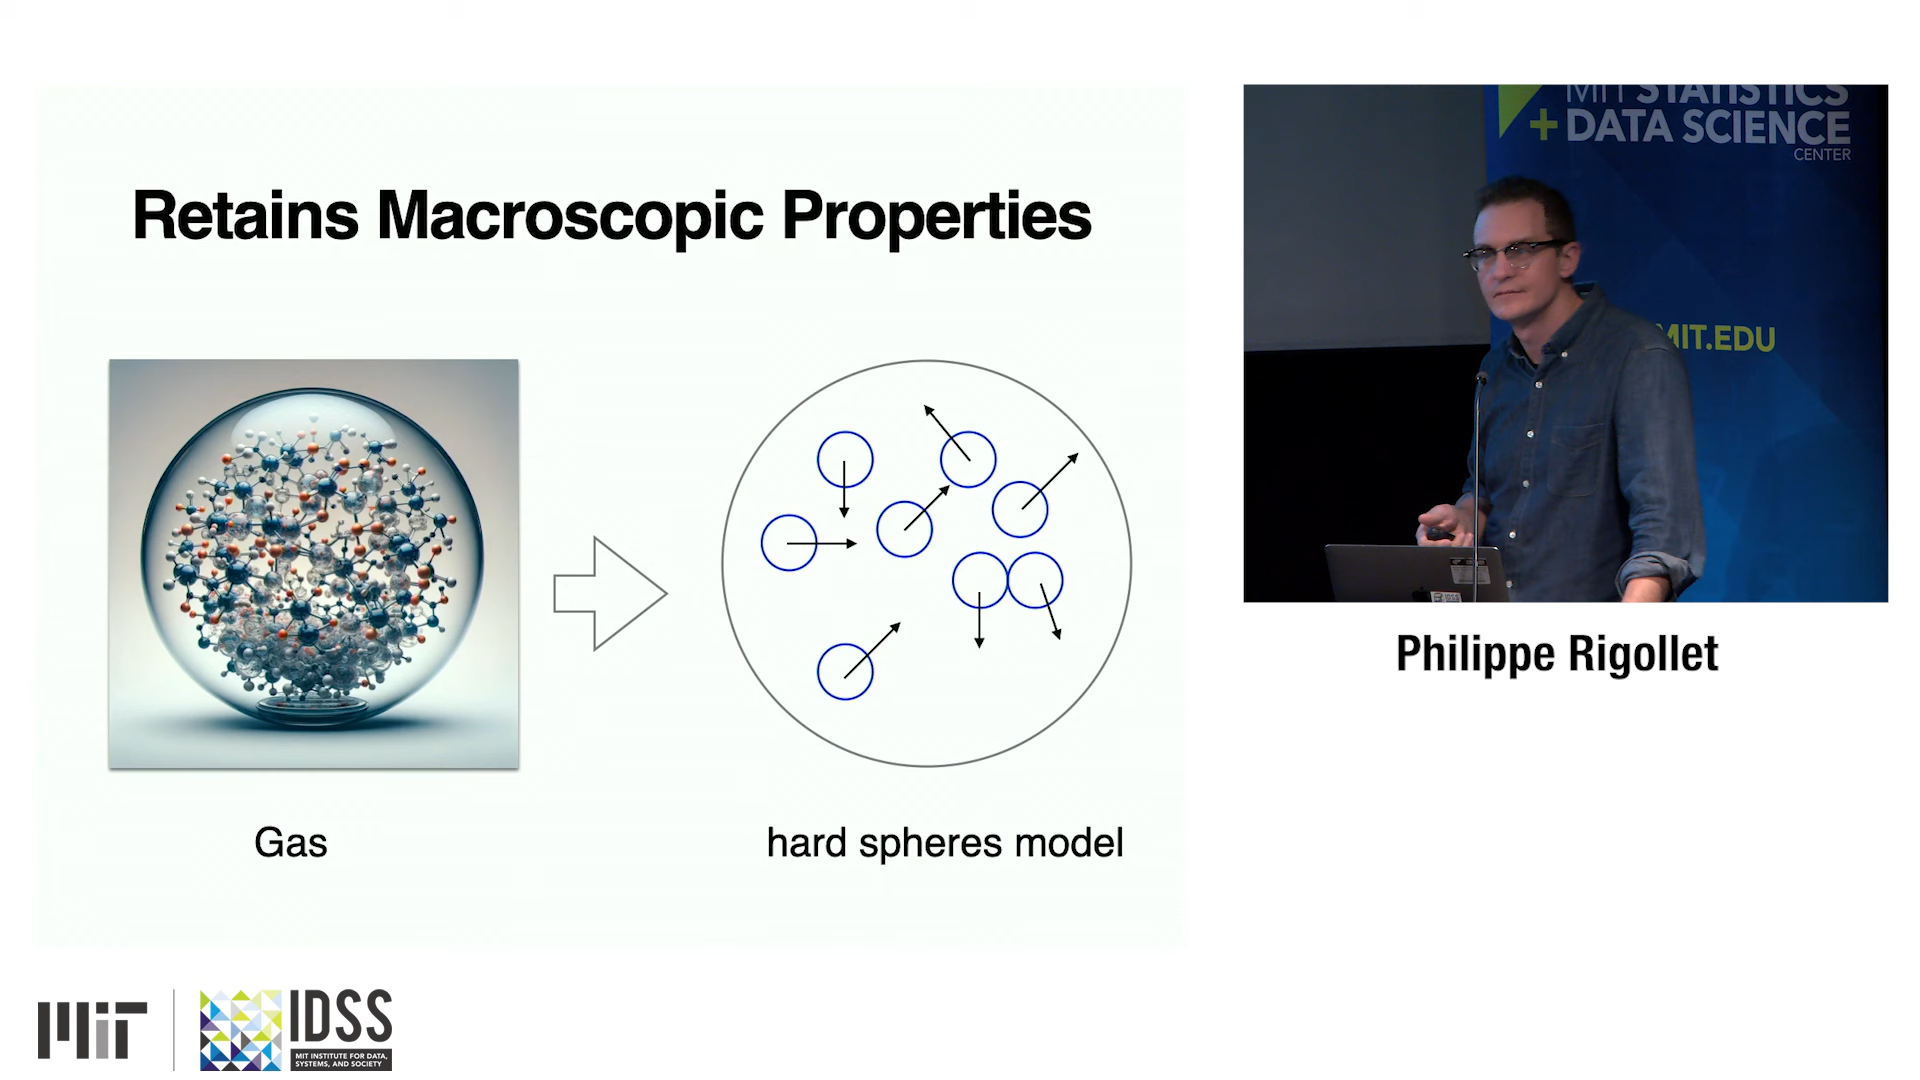 Retains Macroscopic Properties
Gas
hard spheres model
MIT STATISTICS
+ DATA SCIENCE
CENTER
MIT.EDU
Philippe Rigollet
MIT
IDSS
MIT INSTITUTE FOR DATA,
SYSTEMS, AND SOCIETY